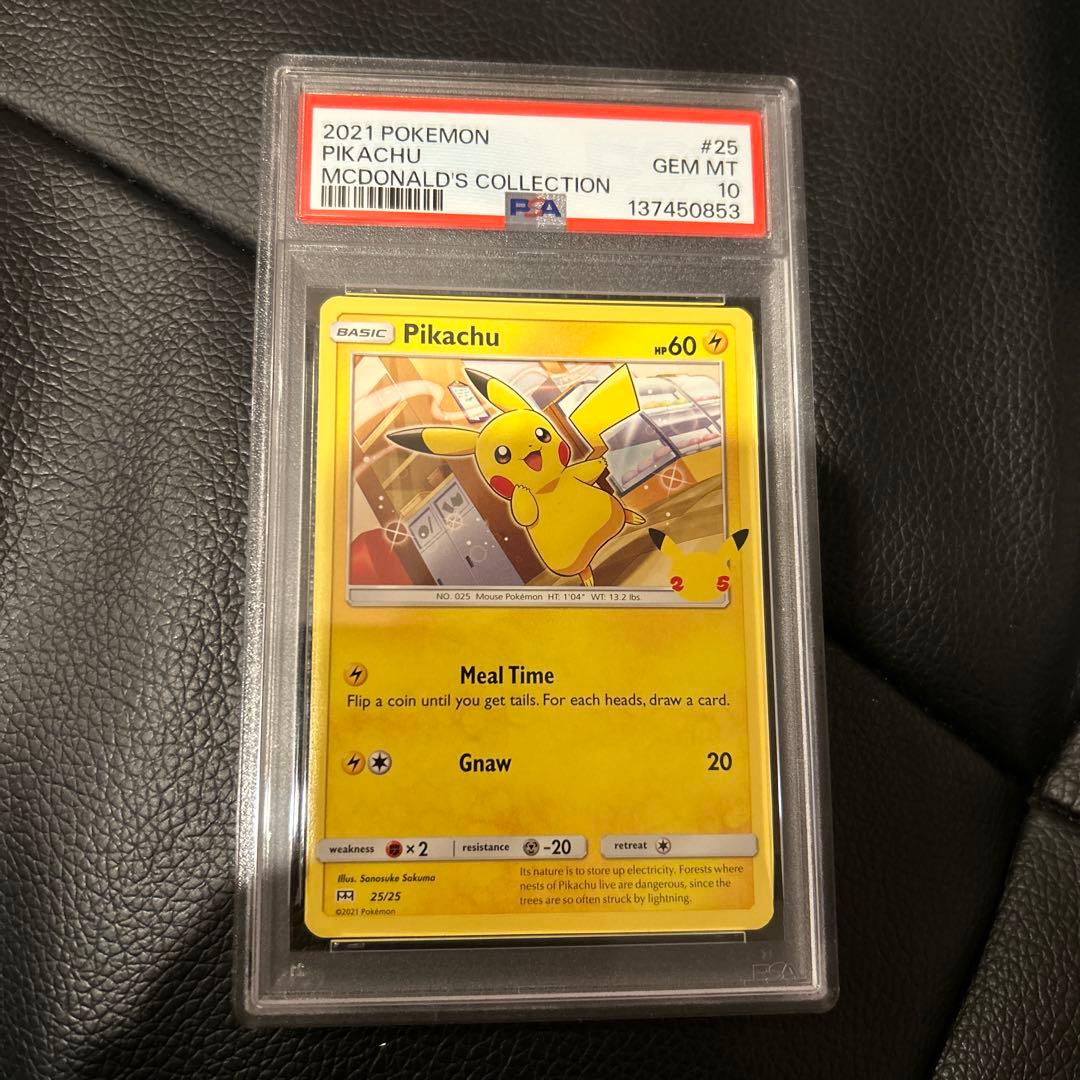 2021 POKEMON
PIKACHU
MCDONALD'S COLLECTION
#25
GEM MT
10
137450853
PSA
BASIC Pikachu HP60
NO. 025 Mouse Pokémon HT: 1'04" WT: 13.2 lbs.
25
Meal Time
Flip a coin until you get tails. For each heads, draw a card.
Gnaw 20
weakness ×2 resistance -20 retreat
Illus. Sanosuke Sakuma
25/25
©2021 Pokémon
Its nature is to store up electricity. Forests where
nests of Pikachu live are dangerous, since the
trees are so often struck by lightning.
PSA